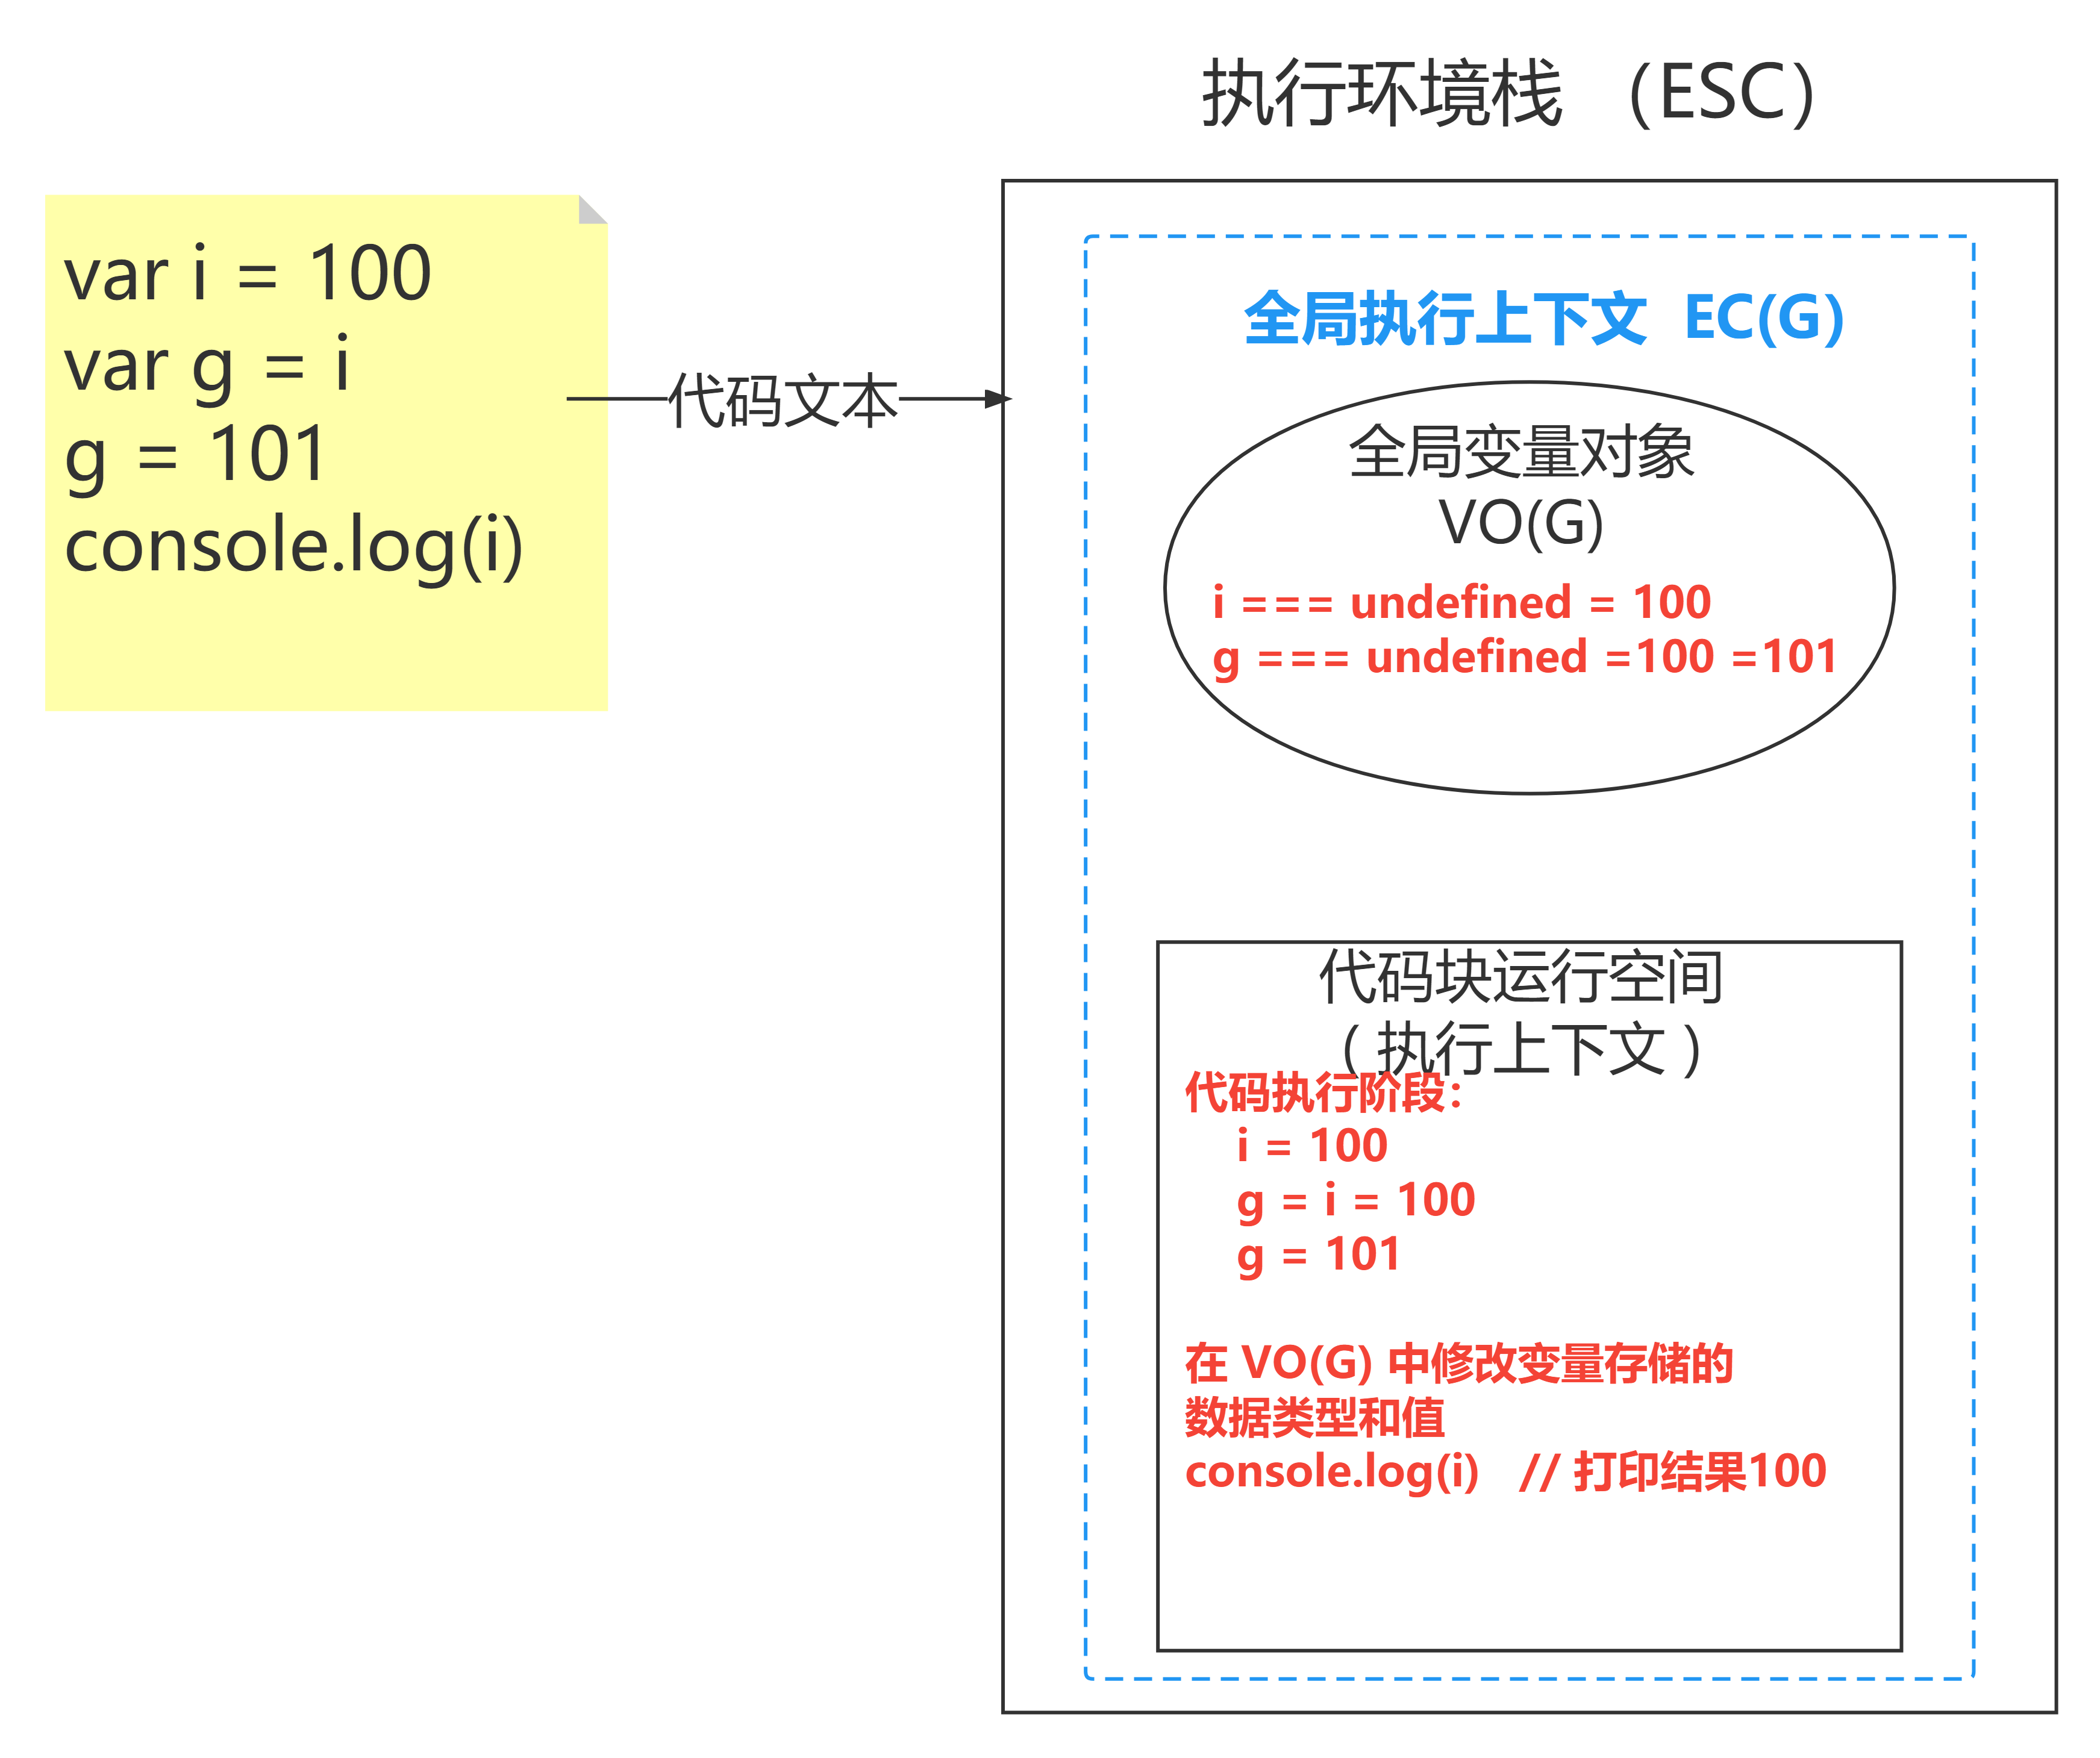 执行环境栈 （ESC）
var i = 100
var g = i
g = 101
console.log(i)
代码文本
全局执行上下文 EC(G)
全局变量对象
VO(G)
i === undefined = 100
g === undefined =100 =101
代码块运行空间
( 执行上下文 )
代码执行阶段：
i = 100
g = i = 100
g = 101
在 VO(G) 中修改变量存储的
数据类型和值
console.log(i) // 打印结果100